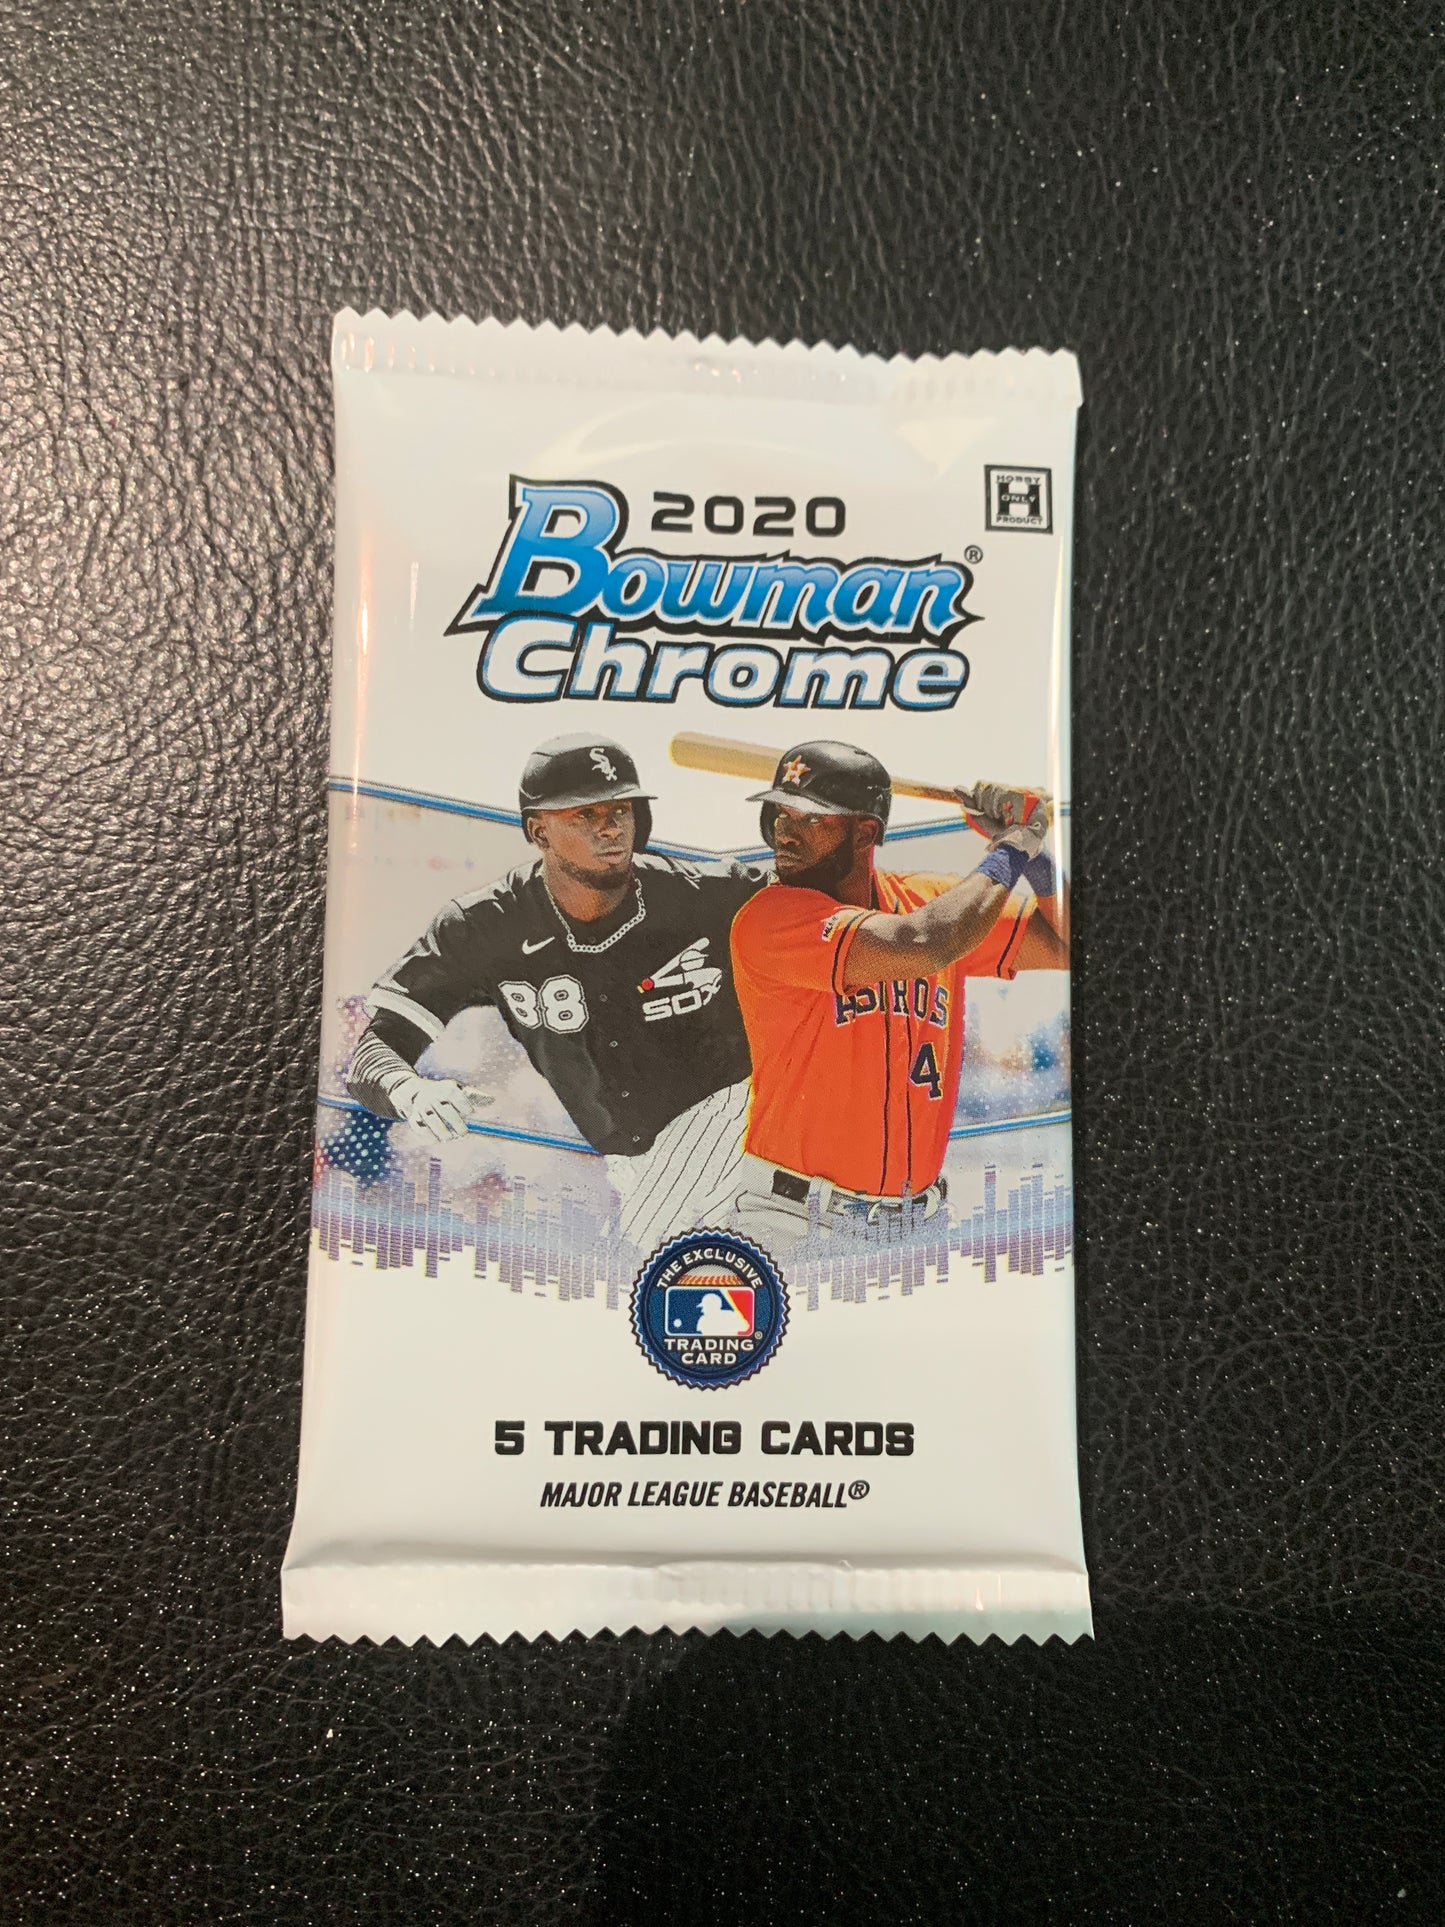 2020
HOBBY
H
ONLY
PRODUCT
Bowman®
Chrome
Sox
88
SOX
ASTROS
4
THE EXCLUSIVE
TRADING®
CARD
5 TRADING CARDS
MAJOR LEAGUE BASEBALL®